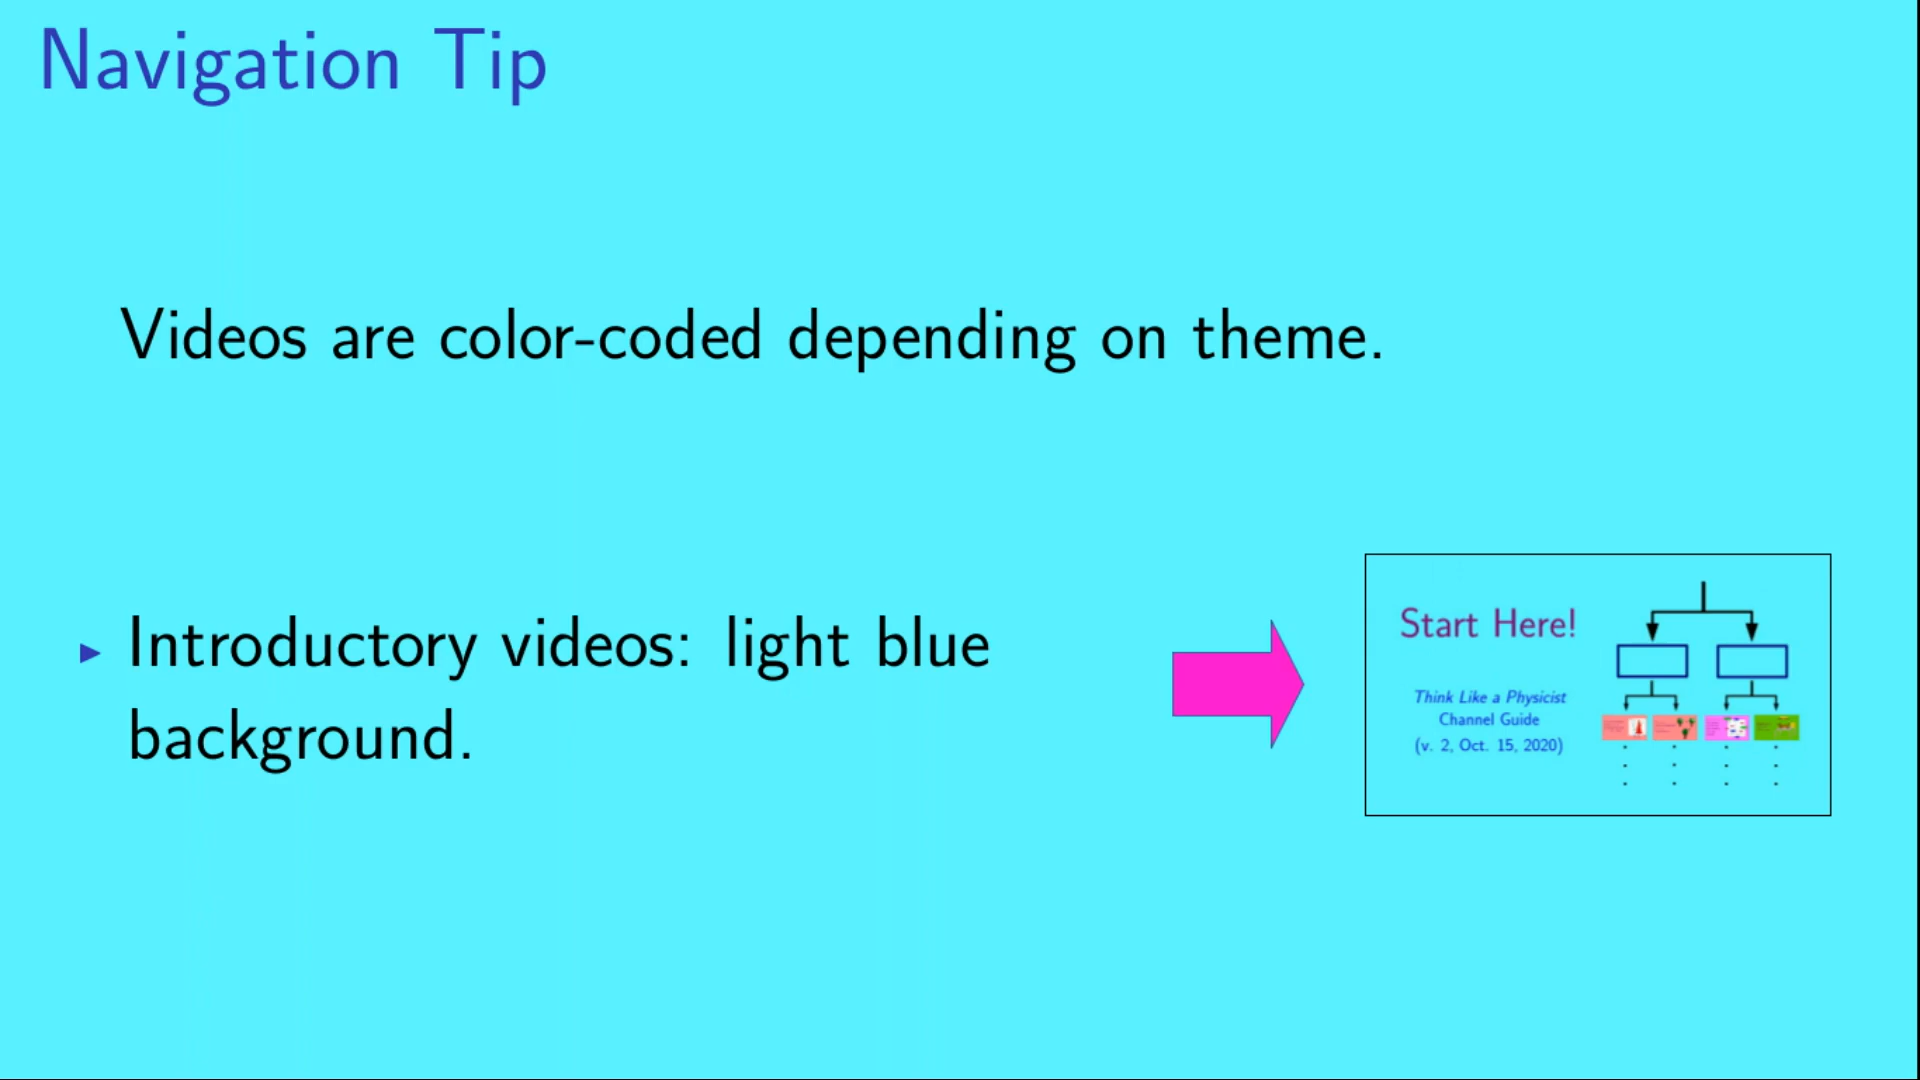 Navigation Tip
Videos are color-coded depending on theme.
Introductory videos: light blue
background.
Start Here!
Think Like a Physicist
Channel Guide
(v. 2, Oct. 15, 2020)